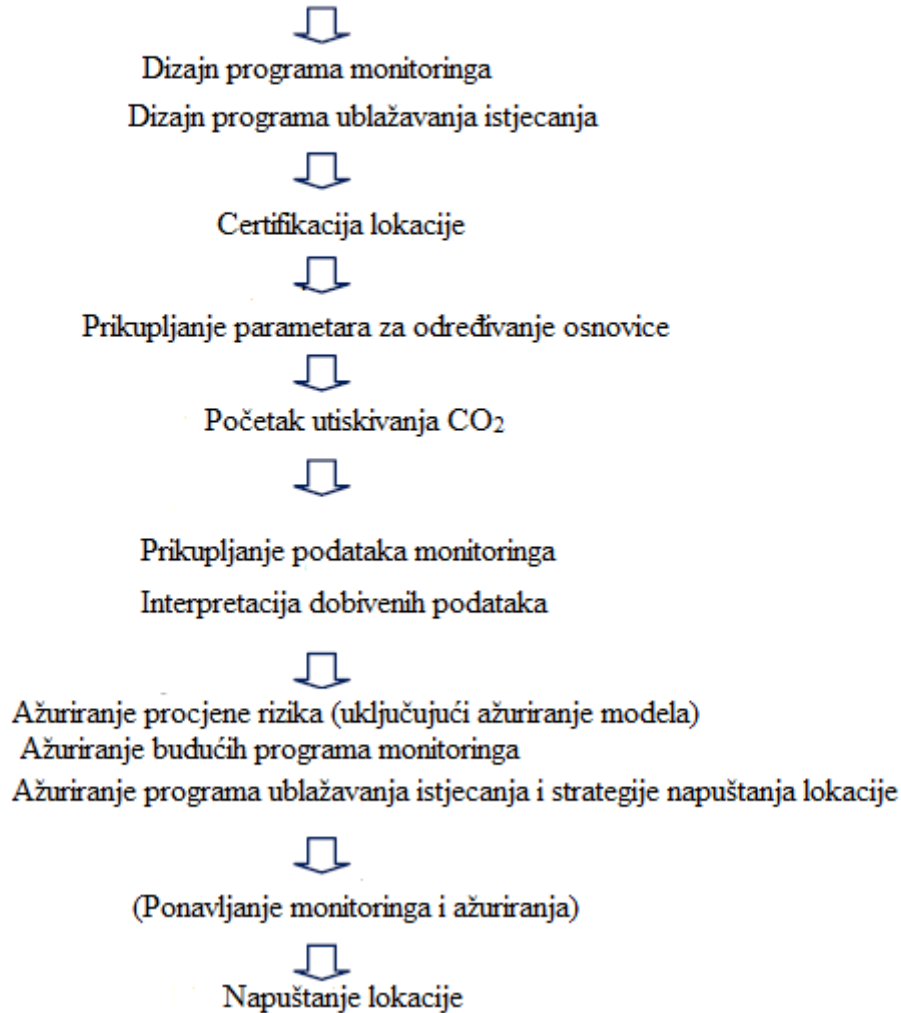 Dizajn programa monitoringa
Dizajn programa ublažavanja istjecanja
Certifikacija lokacije
Prikupljanje parametara za određivanje osnovice
Početak utiskivanja CO₂
Prikupljanje podataka monitoringa
Interpretacija dobivenih podataka
Ažuriranje procjene rizika (uključujući ažuriranje modela)
Ažuriranje budućih programa monitoringa
Ažuriranje programa ublažavanja istjecanja i strategije napuštanja lokacije
(Ponavljanje monitoringa i ažuriranja)
Napuštanje lokacije